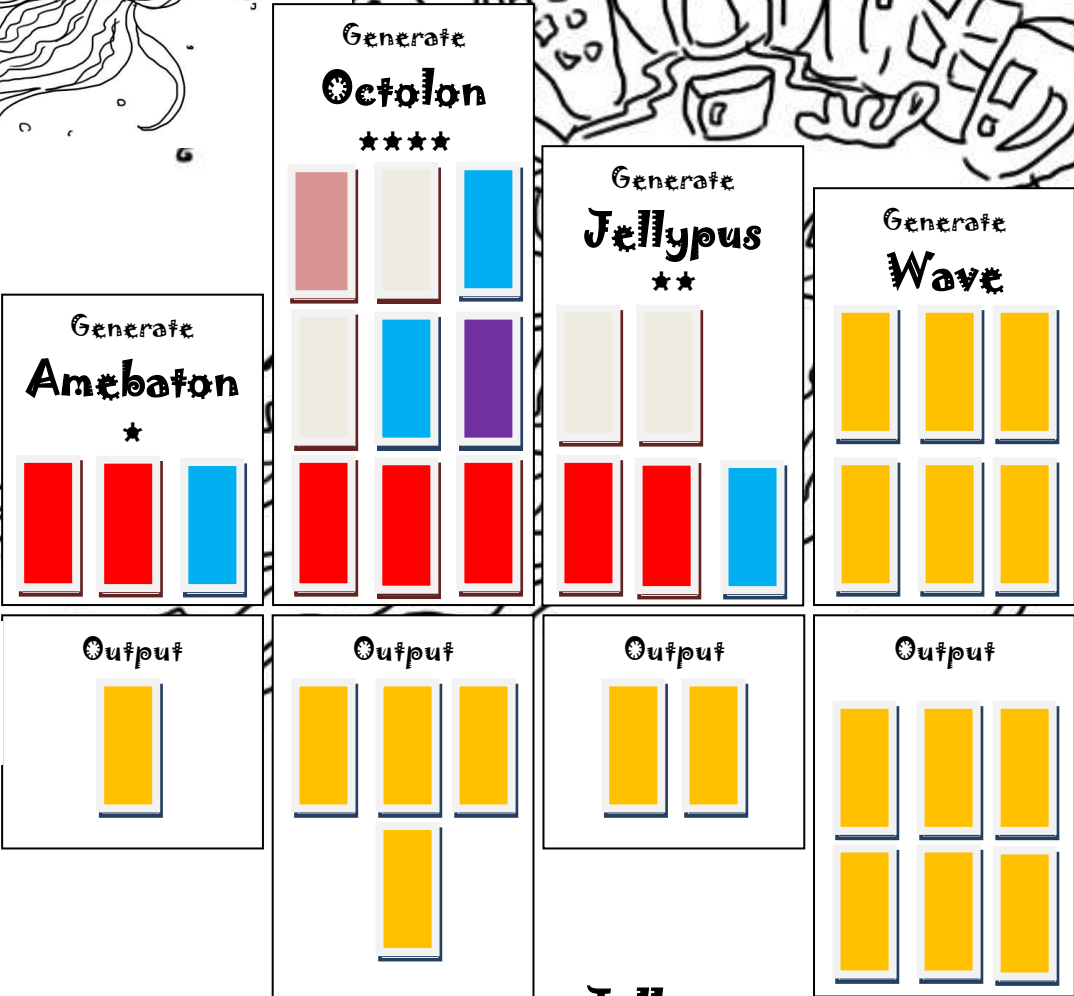 Generate
Octolon
Generate
Jellypus
Generate
Wave
Generate
Amebaton
Output
Output
Output
Output